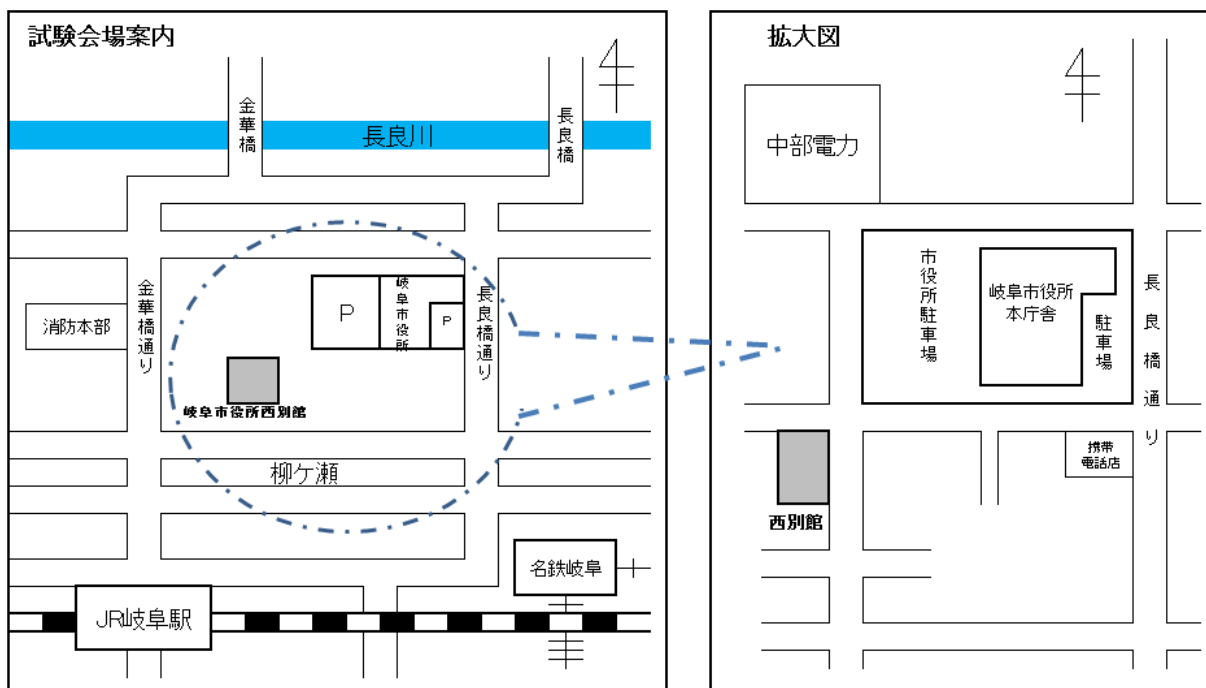 試験会場案内
金華橋
長良川
長良橋
金華橋通り
消防本部
P
岐阜市役所
P
長良橋通り
岐阜市役所西別館
柳ケ瀬
名鉄岐阜
JR岐阜駅
拡大図
中部電力
市役所駐車場
岐阜市役所
本庁舎
駐車場
長良橋通り
携帯
電話店
西別館